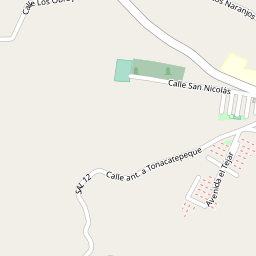 Calle Los Obre
os Naranjos
Calle San Nicolás
Calle ant. a Tonacatepeque
SAL 12
Avenida el Tejar